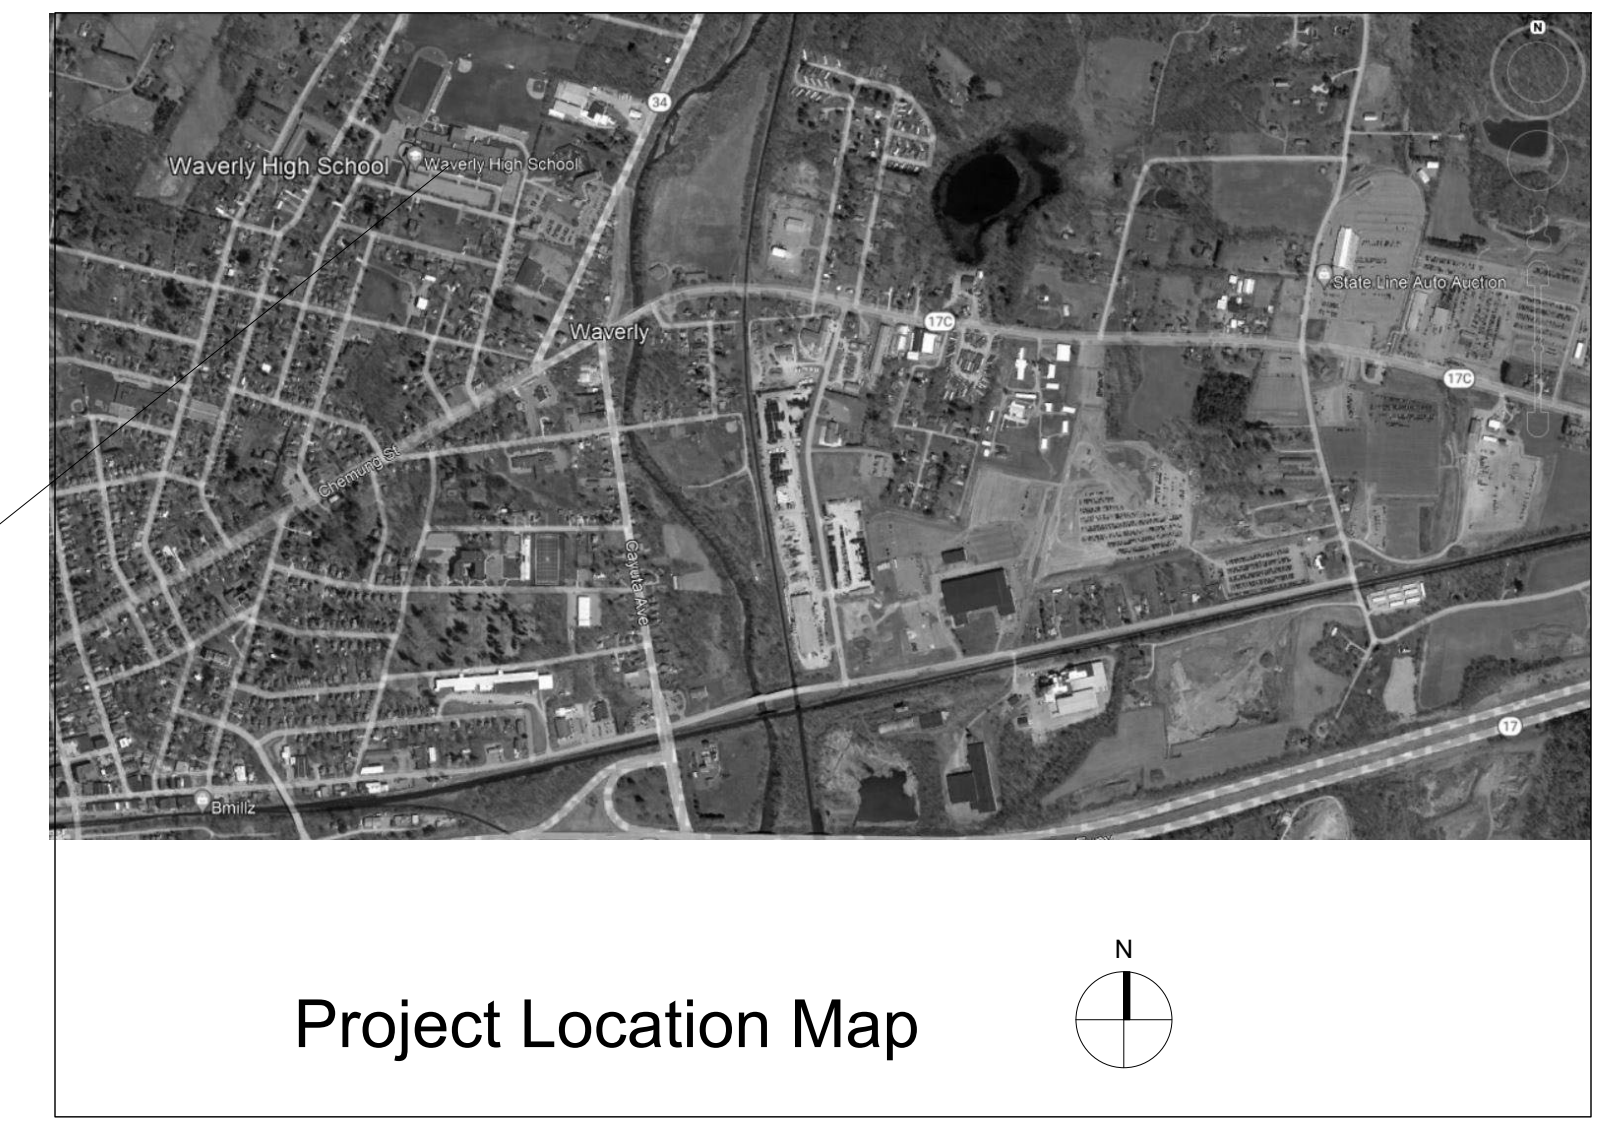 N
34
Waverly High School
Waverly High School
State Line Auto Auction
17C
Waverly
17C
Chemung St
Cayuta Ave
17
Bmillz
N
Project Location Map